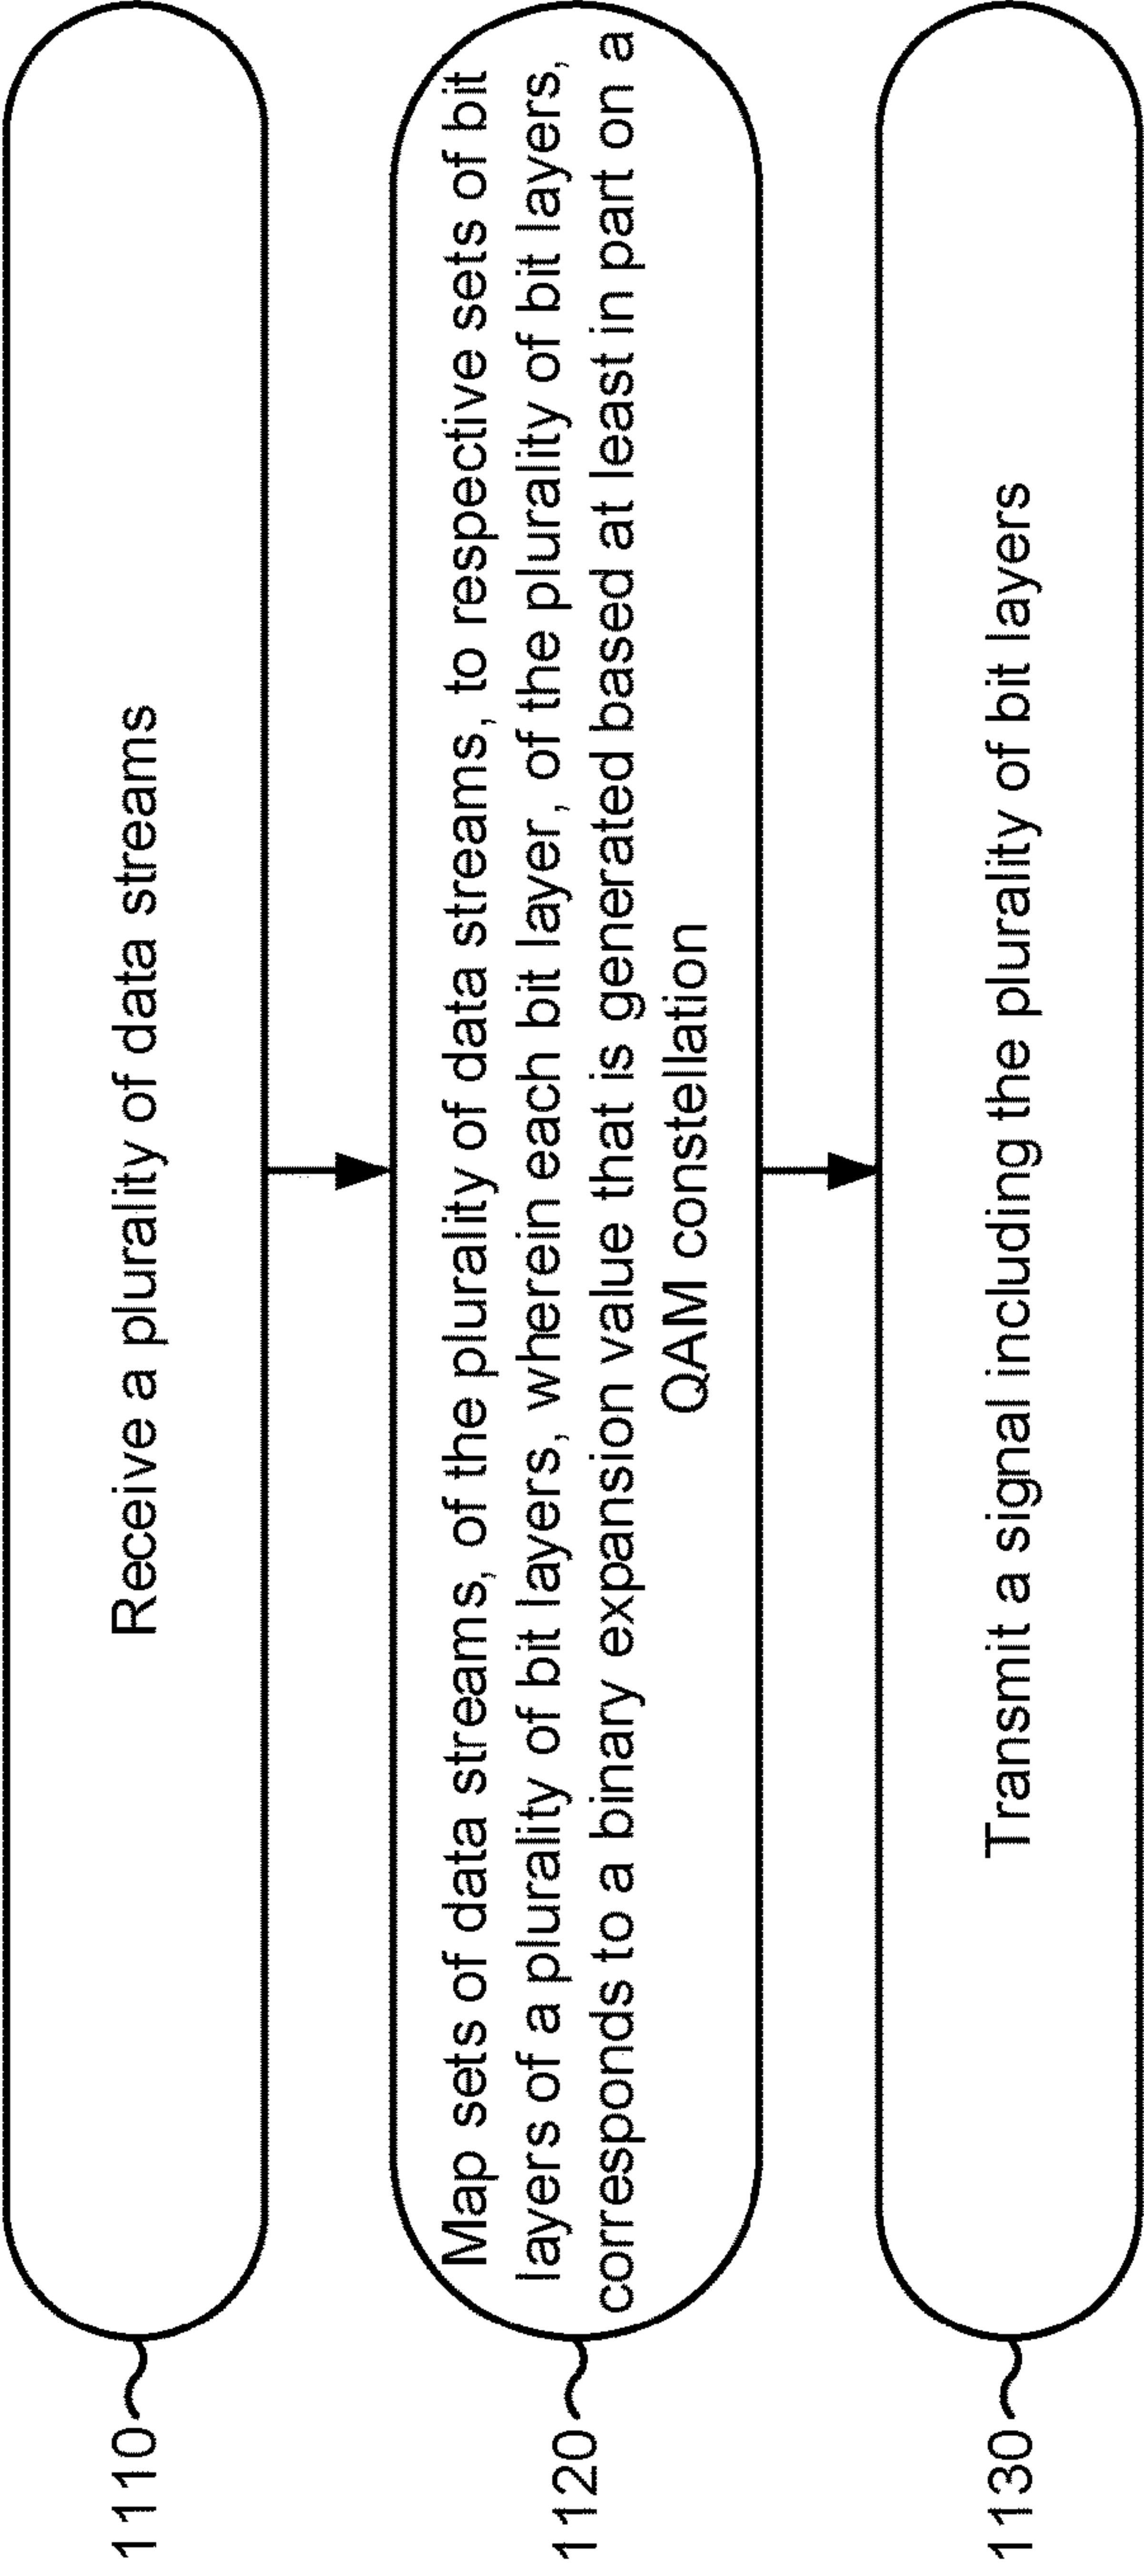 1110
Receive a plurality of data streams
1120
Map sets of data streams, of the plurality of data streams, to respective sets of bit
layers of a plurality of bit layers, wherein each bit layer, of the plurality of bit layers,
corresponds to a binary expansion value that is generated based at least in part on a
QAM constellation
1130
Transmit a signal including the plurality of bit layers